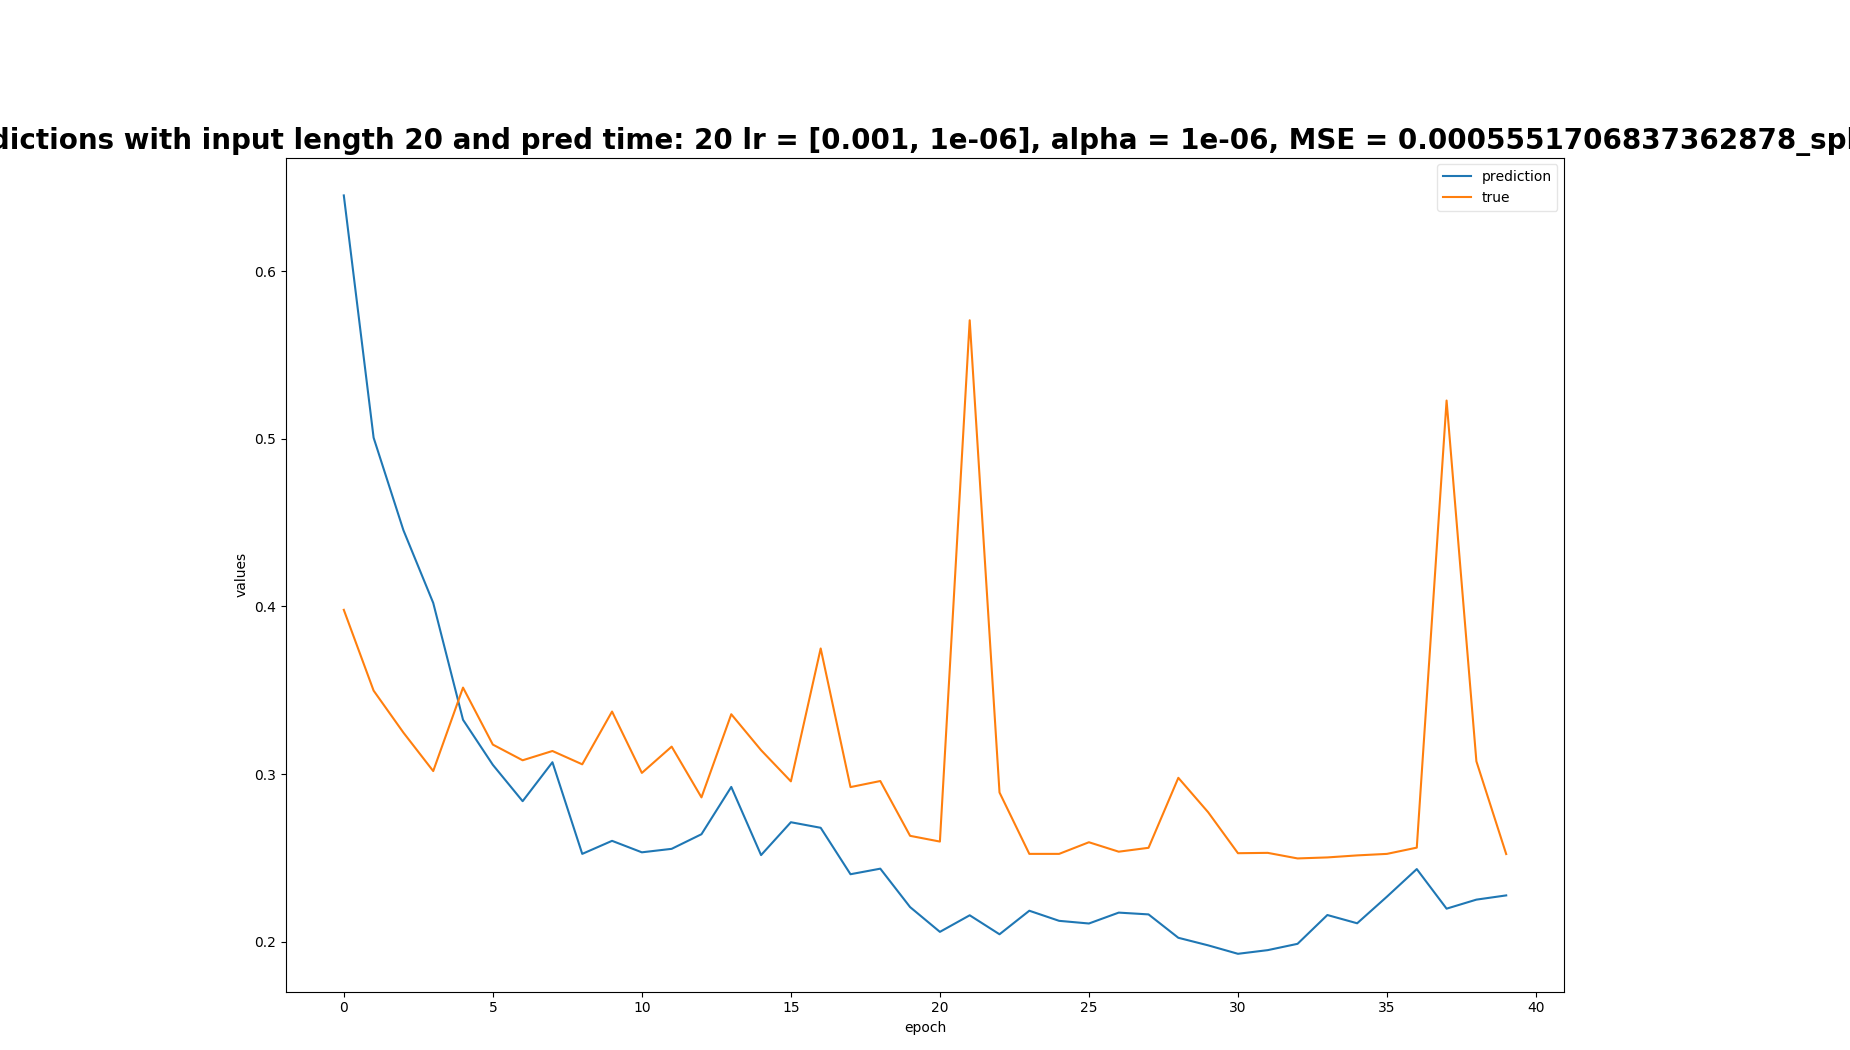 dictions with input length 20 and pred time: 20 lr = [0.001, 1e-06], alpha = 1e-06, MSE = 0.0005551706837362878_spl
prediction
true
0.6
0.5
0.4
0.3
0.2
values
0 5 10 15 20 25 30 35 40
epoch